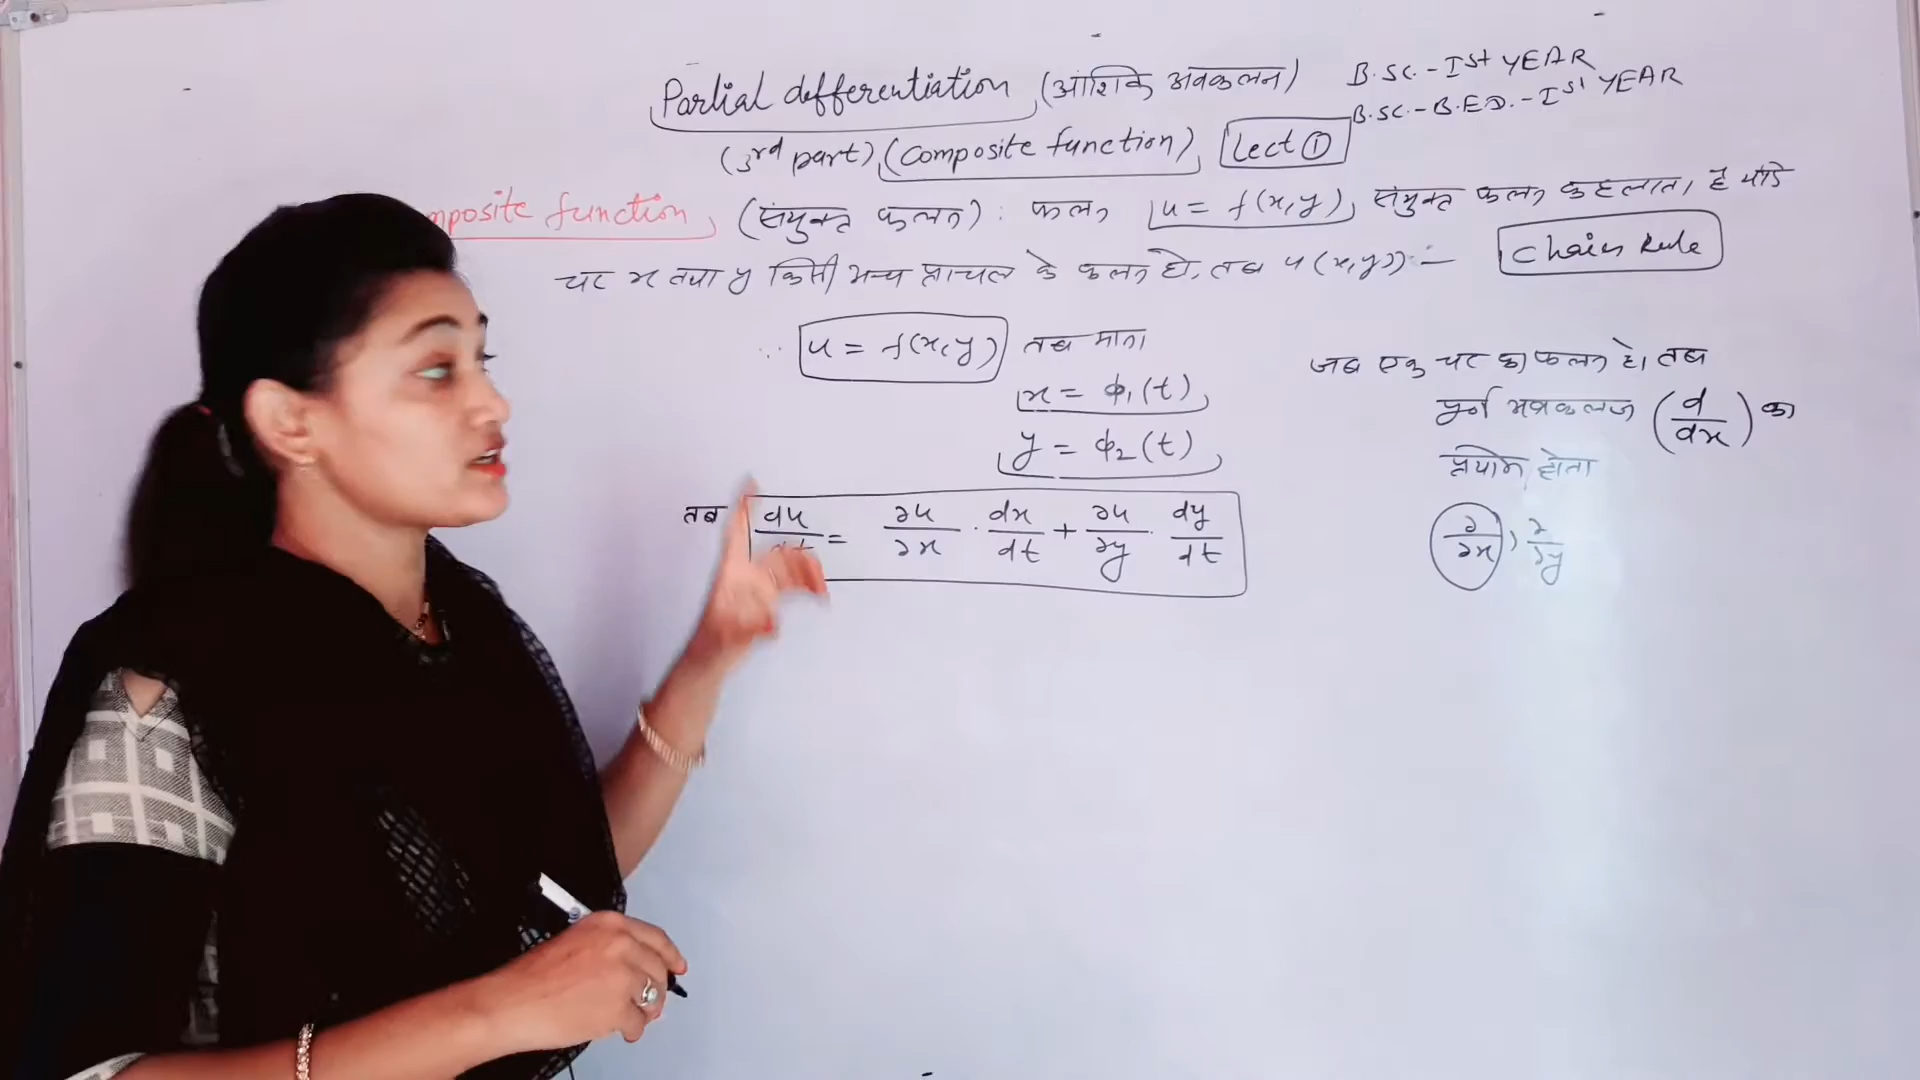 Partial differentiation (आंशिक अवकलन) B.Sc.-Ist YEAR
B.Sc.-B.ED.-Ist YEAR
(3rd part) (Composite function) Lect ①
mposite function (संयुक्त फलन): फलन u = f(x,y) संयुक्त फलन कहलाता है यदि
चर x तथा y किसी अन्य प्राचल के फलन हो, तब u(x,y):- Chain Rule
∵ u = f(x,y) तब माना
x = ϕ₁(t)
y = ϕ₂(t)
तब du/dt = ∂u/∂x · dx/dt + ∂u/∂y · dy/dt
जब एक चर का फलन हो तब
पूर्ण अवकलज (d/dx) का
प्रयोग होता
∂/∂x, ∂/∂y